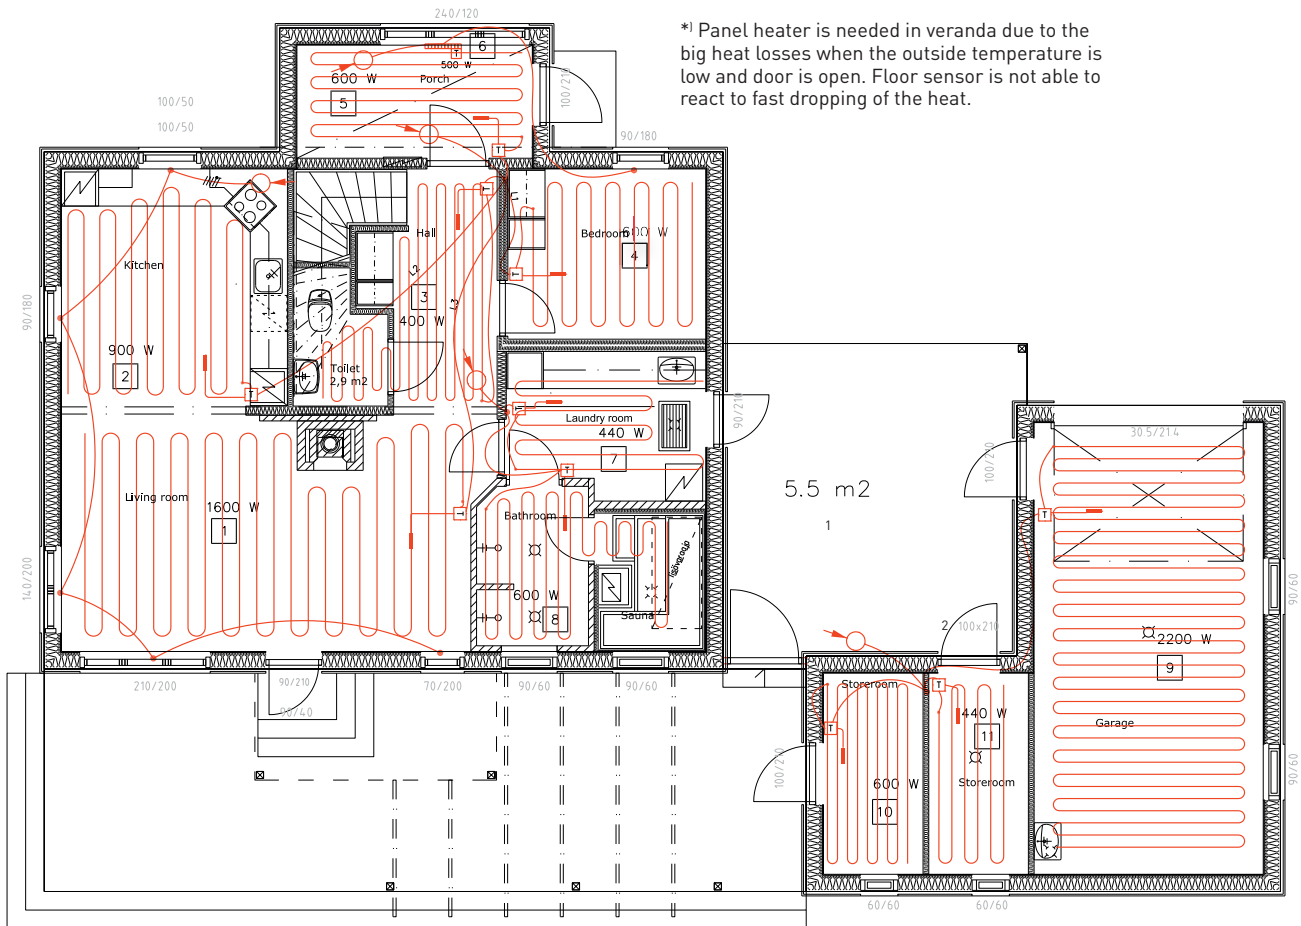 240/120
*) Panel heater is needed in veranda due to the
big heat losses when the outside temperature is
low and door is open. Floor sensor is not able to
react to fast dropping of the heat.
6
T
500 W
600 W
Porch
5
100/210
100/50
100/50
90/180
T
T
L1
Hall
Bedroom
600 W
4
Kitchen
L2
T
3
L3
400 W
90/180
900 W
2
T
Toilet
2,9 m2
T
Laundry room
440 W
7
90/210
T
30.5/21.4
100/210
5.5 m2
1
Living room
1600 W
1
T
Bathroom
T
140/200
600 W
8
Sauna
90/60
2
100x210
2200 W
9
210/200
90/210
90/40
70/200
90/60
90/60
Storeroom
T
T
440 W
11
Garage
100/210
600 W
10
Storeroom
90/60
60/60
60/60